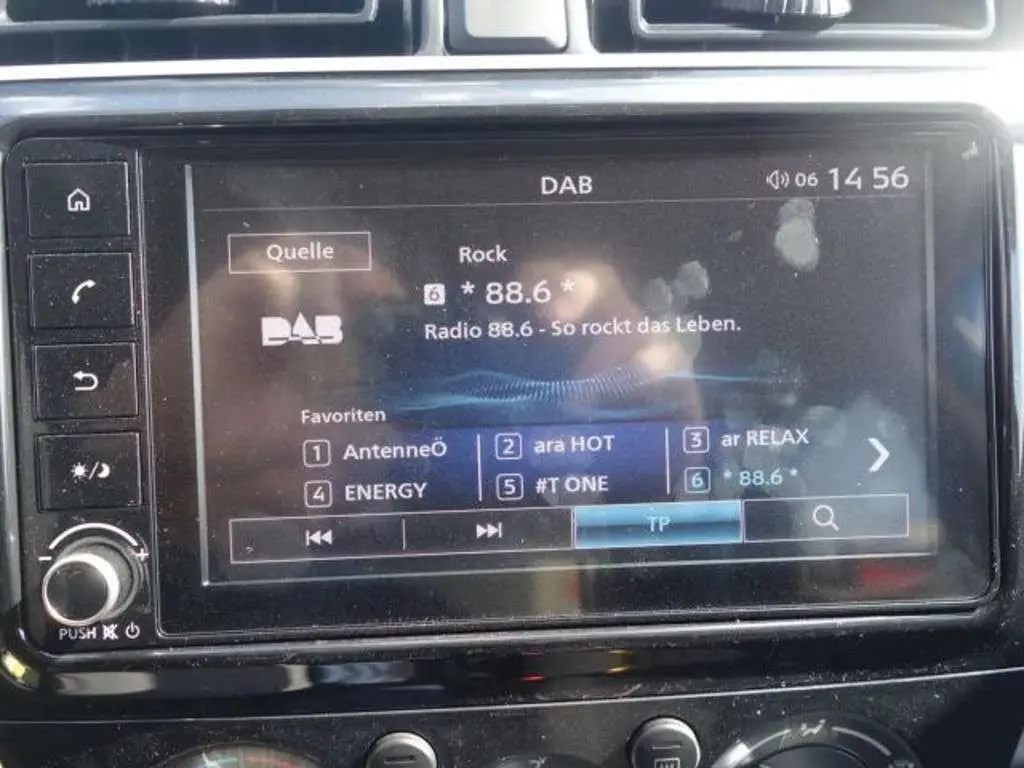 DAB
06 14 56
Quelle
Rock
6 * 88.6 *
DAB
Radio 88.6 - So rockt das Leben.
Favoriten
1 AntenneÖ 2 ara HOT 3 ar RELAX
4 ENERGY 5 #T ONE 6 * 88.6 *
TP
- +
PUSH